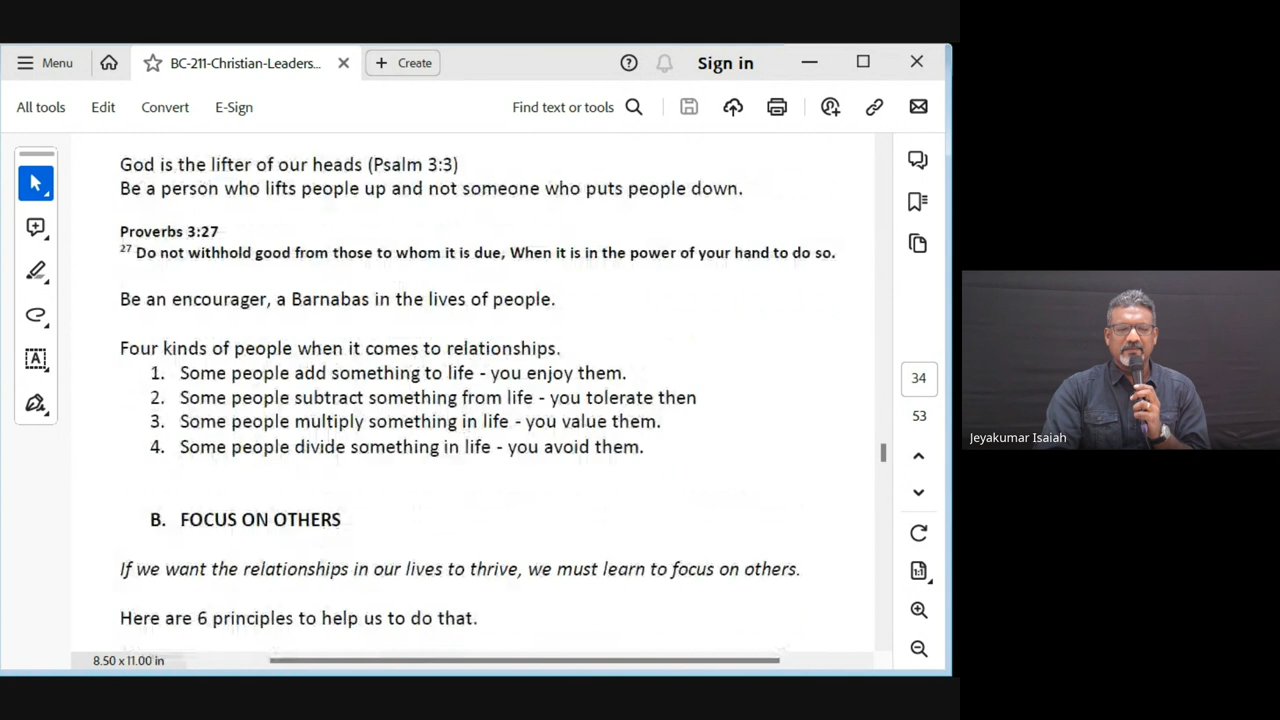 Menu
BC-211-Christian-Leaders...
Create
Sign in
All tools
Edit
Convert
E-Sign
Find text or tools
God is the lifter of our heads (Psalm 3:3)
Be a person who lifts people up and not someone who puts people down.
Proverbs 3:27
27 Do not withhold good from those to whom it is due, When it is in the power of your hand to do so.
Be an encourager, a Barnabas in the lives of people.
Four kinds of people when it comes to relationships.
1. Some people add something to life - you enjoy them.
2. Some people subtract something from life - you tolerate then
3. Some people multiply something in life - you value them.
4. Some people divide something in life - you avoid them.
B. FOCUS ON OTHERS
If we want the relationships in our lives to thrive, we must learn to focus on others.
Here are 6 principles to help us to do that.
8.50 x 11.00 in
34
53
1:1
Jeyakumar Isaiah